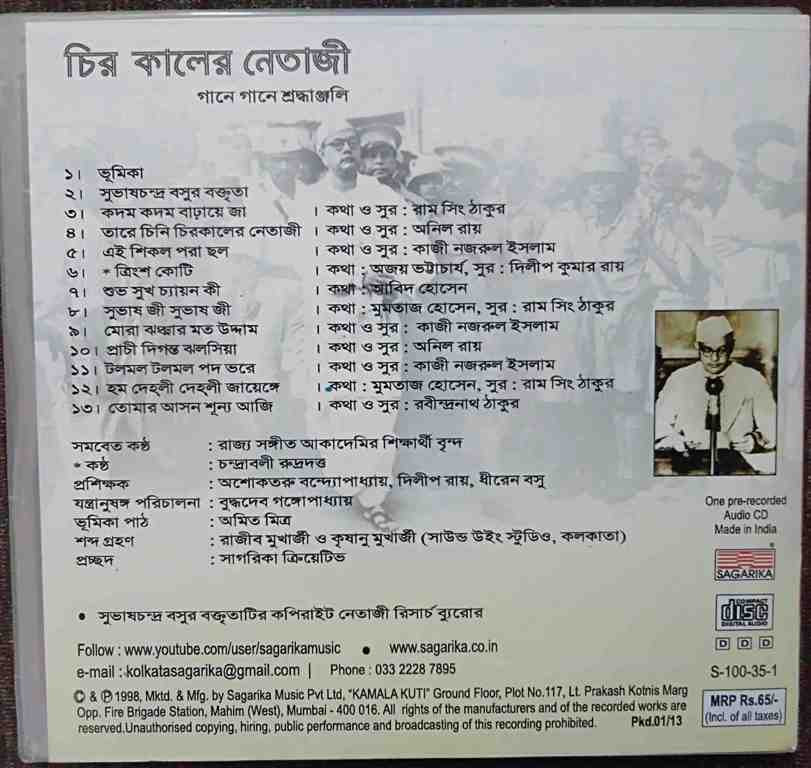 চির কালের নেতাজী
গানে গানে শ্রদ্ধাঞ্জলি
১। ভূমিকা
২। সুভাষচন্দ্র বসুর বক্তৃতা
৩। কদম কদম বাঢ়ায়ে জা । কথা ও সুর : রাম সিং ঠাকুর
৪। তারে চিনি চিরকালের নেতাজী । কথা ও সুর : অনিল রায়
৫। এই শিকল পরা ছল । কথা ও সুর : কাজী নজরুল ইসলাম
৬। * ত্রিংশ কোটি । কথা : অজয় ভট্টাচার্য, সুর : দিলীপ কুমার রায়
৭। শুভ সুখ চ্যায়ন কী । কথা : আবিদ হোসেন
৮। সুভাষ জী সুভাষ জী । কথা : মুমতাজ হোসেন, সুর : রাম সিং ঠাকুর
৯। মোরা ঝঞ্ঝার মত উদ্দাম । কথা ও সুর : কাজী নজরুল ইসলাম
১০। প্রাচী দিগন্ত ঝলসিয়া । কথা ও সুর : অনিল রায়
১১। টলমল টলমল পদ ভরে । কথা ও সুর : কাজী নজরুল ইসলাম
১২। হম দেহলী দেহলী জায়েঙ্গে । কথা : মুমতাজ হোসেন, সুর : রাম সিং ঠাকুর
১৩। তোমার আসন শূন্য আজি । কথা ও সুর : রবীন্দ্রনাথ ঠাকুর
সমবেত কণ্ঠ : রাজ্য সঙ্গীত আকাদেমির শিক্ষার্থী বৃন্দ
* কণ্ঠ : চন্দ্রাবলী রুদ্রদত্ত
প্রশিক্ষক : অশোকতরু বন্দ্যোপাধ্যায়, দিলীপ রায়, ধীরেন বসু
যন্ত্রানুষঙ্গ পরিচালনা : বুদ্ধদেব গঙ্গোপাধ্যায়
ভূমিকা পাঠ : অমিত মিত্র
শব্দ গ্রহণ : রাজীব মুখার্জী ও কৃষানু মুখার্জী (সাউন্ড উইং স্টুডিও, কলকাতা)
প্রচ্ছদ : সাগরিকা ক্রিয়েটিভ
One pre-recorded
Audio CD
Made in India
SAGARIKA
COMPACT
disc
DIGITAL AUDIO
D D D
S-100-35-1
MRP Rs.65/-
(Incl. of all taxes)
• সুভাষচন্দ্র বসুর বক্তৃতাটির কপিরাইট নেতাজী রিসার্চ ব্যুরোর
Follow : www.youtube.com/user/sagarikamusic • www.sagarika.co.in
e-mail : kolkatasagarika@gmail.com | Phone : 033 2228 7895
© & ℗ 1998, Mktd. & Mfg. by Sagarika Music Pvt Ltd, "KAMALA KUTI" Ground Floor, Plot No.117, Lt. Prakash Kotnis Marg
Opp. Fire Brigade Station, Mahim (West), Mumbai - 400 016. All rights of the manufacturers and of the recorded works are
reserved.Unauthorised copying, hiring, public performance and broadcasting of this recording prohibited. Pkd.01/13